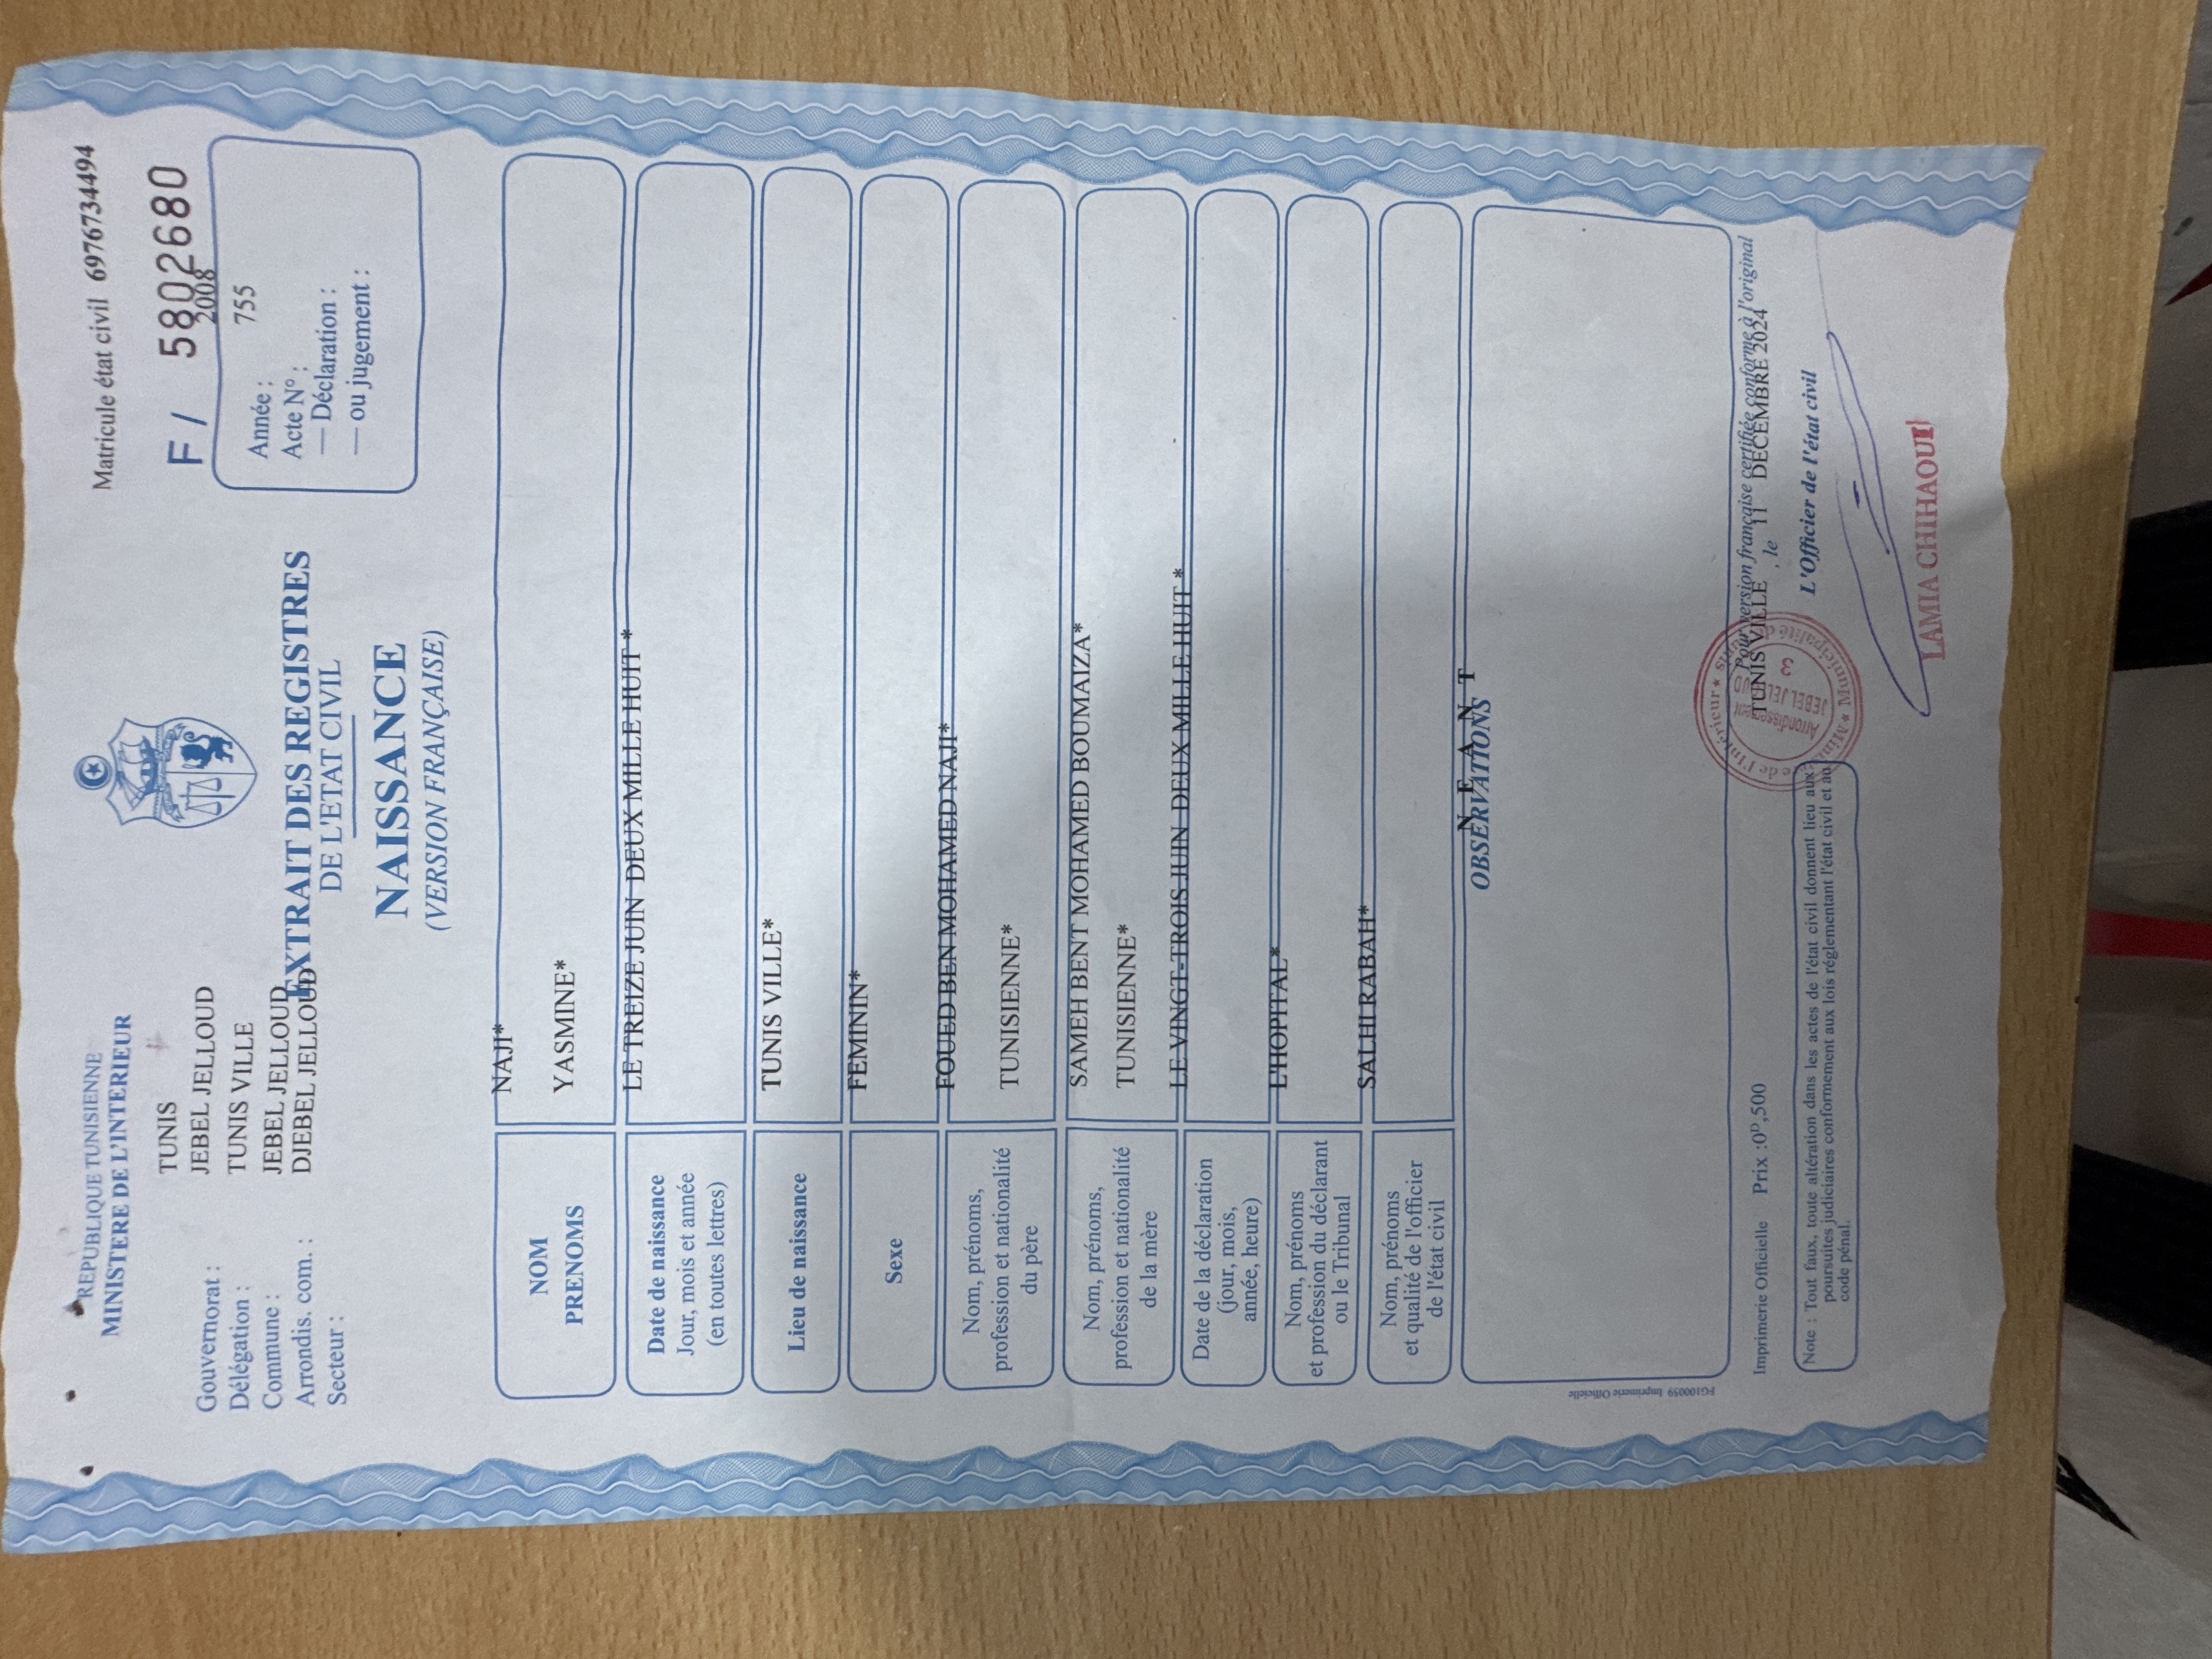 REPUBLIQUE TUNISIENNE
MINISTERE DE L'INTERIEUR
Matricule état civil 6976734494
F / 5802680
Gouvernorat : TUNIS
Délégation : JEBEL JELLOUD
Commune : TUNIS VILLE
Arrondis. com. : JEBEL JELLOUD
Secteur : DJEBEL JELLOUD
2008
Année : 755
Acte N° :
— Déclaration :
— ou jugement :
EXTRAIT DES REGISTRES
DE L'ETAT CIVIL
NAISSANCE
(VERSION FRANÇAISE)
NOM NAJI*
PRENOMS YASMINE*
Date de naissance
Jour, mois et année
(en toutes lettres)
LE TREIZE JUIN DEUX MILLE HUIT *
Lieu de naissance
TUNIS VILLE*
Sexe
FEMININ*
Nom, prénoms,
profession et nationalité
du père
FOUED BEN MOHAMED NAJI*
TUNISIENNE*
Nom, prénoms,
profession et nationalité
de la mère
SAMEH BENT MOHAMED BOUMAIZA*
TUNISIENNE*
Date de la déclaration
(jour, mois,
année, heure)
LE VINGT-TROIS JUIN DEUX MILLE HUIT *
Nom, prénoms
et profession du déclarant
ou le Tribunal
L'HOPITAL*
Nom, prénoms
et qualité de l'officier
de l'état civil
SALHI RABAH*
N E A N T
OBSERVATIONS
FG100059 Imprimerie Officielle
Imprimerie Officielle Prix :0ᴰ,500
Pour version française certifiée conforme à l'original
TUNIS VILLE , le 11 DECEMBRE 2024
L'Officier de l'état civil
Arrondissement
JEBEL JELLOUD
3
LAMIA CHIHAOUI
Note : Tout faux, toute altération dans les actes de l'état civil donnent lieu aux
poursuites judiciaires conformement aux lois réglementant l'état civil et au
code pénal.